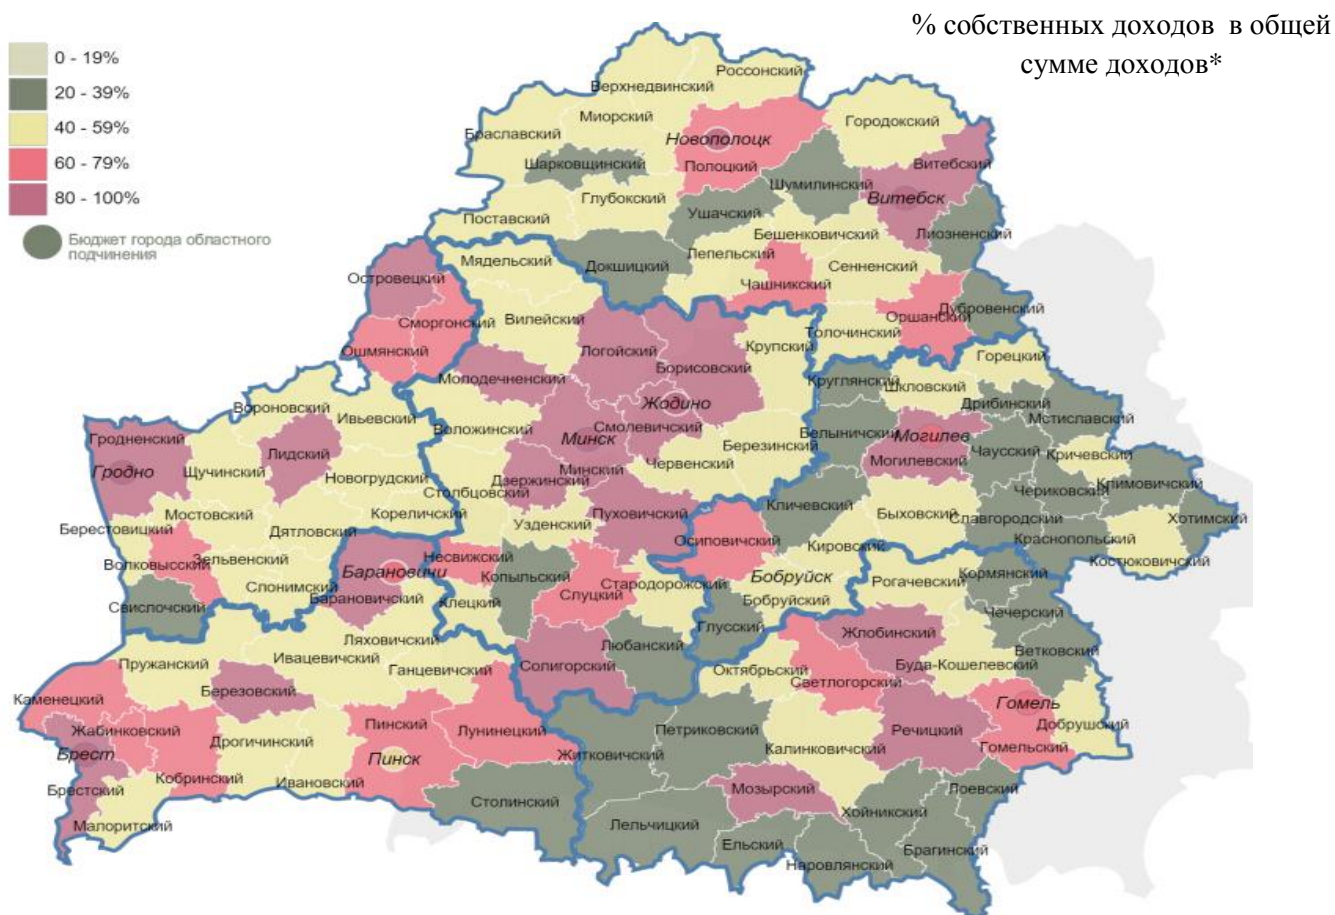 % собственных доходов в общей
сумме доходов*
0 - 19%
20 - 39%
40 - 59%
60 - 79%
80 - 100%
Бюджет города областного
подчинения
Россонский
Верхнедвинский
Миорский
Городокский
Браславский
Новополоцк
Шарковщинский
Полоцкий
Витебский
Шумилинский
Глубокский
Витебск
Поставский
Ушачский
Бешенковичский
Лиозненский
Мядельский
Докшицкий
Лепельский
Сенненский
Островецкий
Чашникский
Дубровенский
Сморгонский
Вилейский
Оршанский
Толочинский
Ошмянский
Логойский
Крупский
Горецкий
Борисовский
Молодечненский
Круглянский
Шкловский
Дрибинский
Вороновский
Ивьевский
Жодино
Мстиславский
Смолевичский
Воложинский
Белыничский
Гродненский
Минск
Могилев
Березинский
Лидский
Чаусский
Кричевский
Гродно
Щучинский
Минский
Червенский
Могилевский
Новогрудский
Дзержинский
Чериковский
Климовичский
Столбцовский
Кличевский
Мостовский
Кореличский
Пуховичский
Быховский
Славгородский
Хотимский
Берестовицкий
Дятловский
Узденский
Осиповичский
Краснопольский
Кировский
Волковысский
Зельвенский
Несвижский
Костюковичский
Барановичи
Копыльский
Бобруйск
Кормянский
Слонимский
Стародорожский
Рогачевский
Свислочский
Барановичский
Клецкий
Слуцкий
Бобруйский
Чечерский
Глусский
Ляховичский
Любанский
Жлобинский
Ветковский
Пружанский
Ивацевичский
Ганцевичский
Солигорский
Октябрьский
Буда-Кошелевский
Березовский
Светлогорский
Каменецкий
Гомель
Жабинковский
Пинский
Лунинецкий
Петриковский
Речицкий
Добрушский
Брест
Дрогичинский
Пинск
Житковичский
Калинковичский
Гомельский
Кобринский
Ивановский
Брестский
Столинский
Мозырский
Лоевский
Малоритский
Хойникский
Лельчицкий
Ельский
Брагинский
Наровлянский